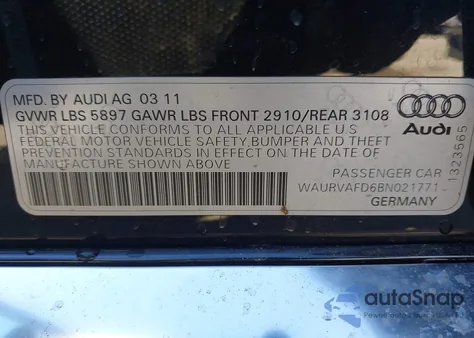 MFD. BY AUDI AG 03 11
GVWR LBS 5897 GAWR LBS FRONT 2910/REAR 3108
THIS VEHICLE CONFORMS TO ALL APPLICABLE U.S
FEDERAL MOTOR VEHICLE SAFETY,BUMPER AND THEFT
PREVENTION STANDARDS IN EFFECT ON THE DATE OF
MANUFACTURE SHOWN ABOVE
Audi
1323565
PASSENGER CAR
WAURVAFD6BN021771
GERMANY
autoSnap